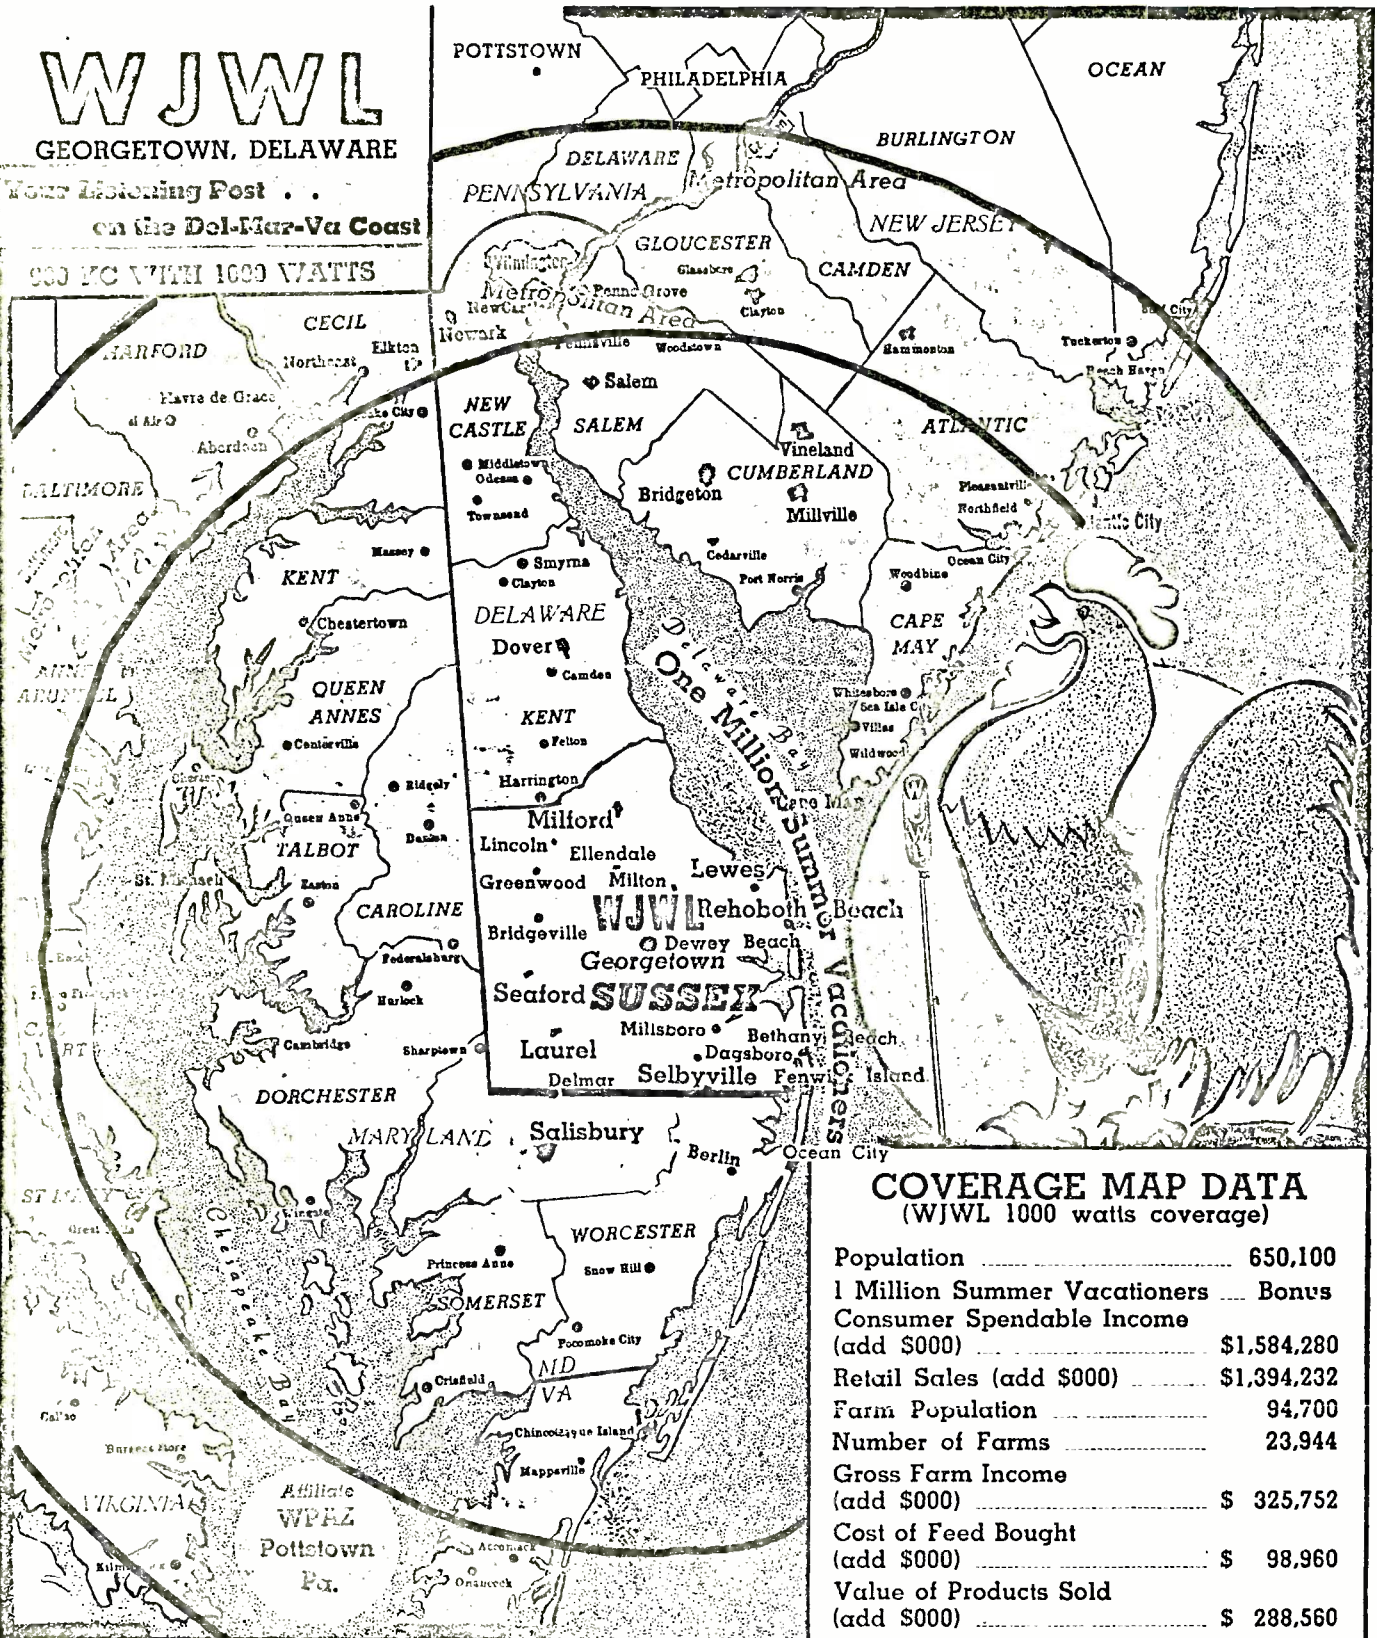 WJWL
GEORGETOWN, DELAWARE
Your Listening Post . .
on the Del-Mar-Va Coast
KC WITH 1000 WATTS
POTTSTOWN
PHILADELPHIA
OCEAN
BURLINGTON
DELAWARE
Metropolitan Area
PENNSYLVANIA
NEW JERSEY
GLOUCESTER
CAMDEN
Wilmington
Metropolitan Area
Glassboro
Penns Grove
Clayton
Newark
CECIL
HARFORD
Elkton
Northeast
Pennsville
Woodstown
Hammonton
Tuckerton
Beach Haven
Havre de Grace
Aberdeen
Salem
NEW
CASTLE
SALEM
ATLANTIC
Vineland
CUMBERLAND
Bridgeton
Millville
Middletown
Odessa
Townsend
BALTIMORE
Pleasantville
Northfield
Cedarville
Port Norris
Ocean City
Woodbine
Massey
KENT
Smyrna
Clayton
DELAWARE
Chestertown
Dover
Camden
CAPE
MAY
Delaware Bay
One Million Summer Vacationers
QUEEN
ANNES
KENT
Felton
Centerville
Whitesboro
Sea Isle C
Villas
Wildwood
Ridgely
Harrington
Queen Anne
Denton
TALBOT
Milford
Lincoln
Ellendale
Lewes
Greenwood
Milton
Easton
CAROLINE
WJWL
Rehoboth Beach
Bridgeville
Dewey Beach
Georgetown
Federalsburg
Seaford
SUSSEX
Hurlock
Millsboro
Bethany Beach
Cambridge
Sharptown
Laurel
Dagsboro
Delmar
Selbyville
Fenwick Island
DORCHESTER
MARYLAND
Salisbury
Berlin
Ocean City
Wingate
Chesapeake Bay
WORCESTER
Princess Anne
Snow Hill
SOMERSET
Pocomoke City
MD
VA
Crisfield
Chincoteague Island
Mappsville
VIRGINIA
Accomack
Onancock
Affiliate
WPAZ
Pottstown
Pa.
W
COVERAGE MAP DATA
(WJWL 1000 watts coverage)
Population 650,100
1 Million Summer Vacationers Bonus
Consumer Spendable Income
(add $000) $1,584,280
Retail Sales (add $000) $1,394,232
Farm Population 94,700
Number of Farms 23,944
Gross Farm Income
(add $000) $ 325,752
Cost of Feed Bought
(add $000) $ 98,960
Value of Products Sold
(add $000) $ 288,560